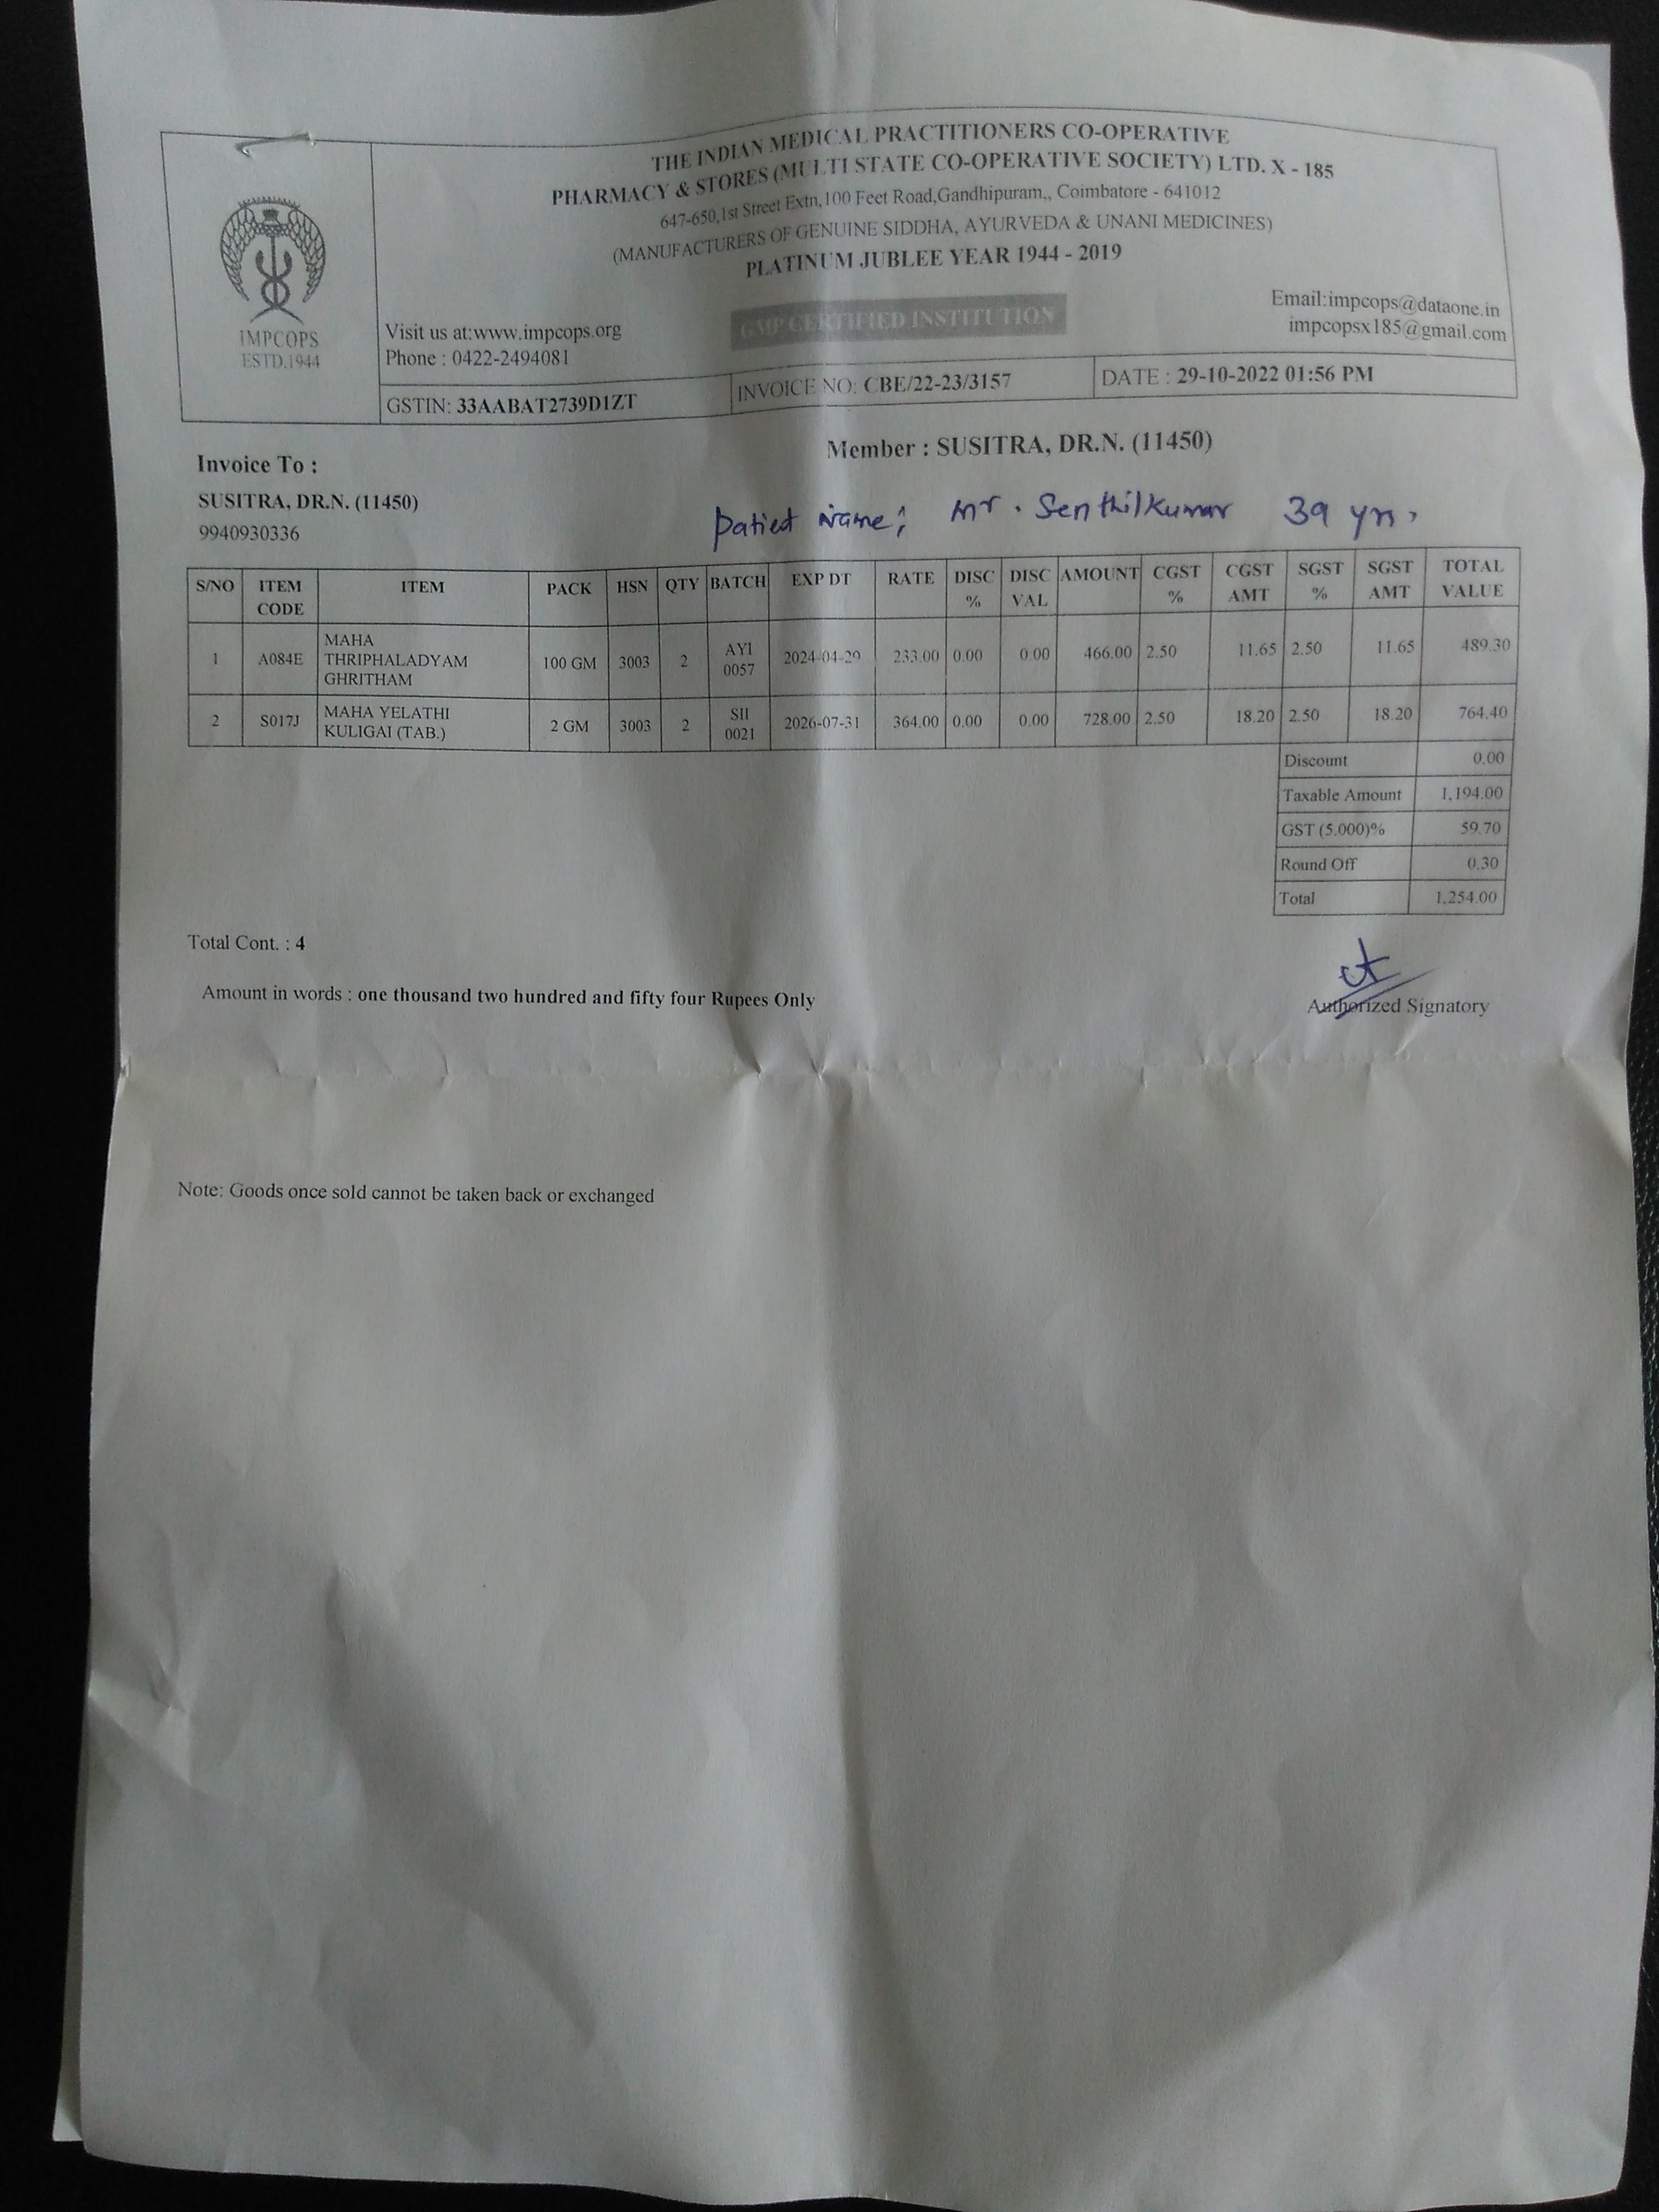 THE INDIAN MEDICAL PRACTITIONERS CO-OPERATIVE
PHARMACY & STORES (MULTI STATE CO-OPERATIVE SOCIETY) LTD. X - 185
647-650,1st Street Extn,100 Feet Road,Gandhipuram,, Coimbatore - 641012
(MANUFACTURERS OF GENUINE SIDDHA, AYURVEDA & UNANI MEDICINES)
PLATINUM JUBLEE YEAR 1944 - 2019
GMP CERTIFIED INSTITUTION
IMPCOPS
ESTD.1944
Visit us at:www.impcops.org
Phone : 0422-2494081
Email:impcops@dataone.in
impcopsx185@gmail.com
GSTIN: 33AABAT2739D1ZT INVOICE NO: CBE/22-23/3157 DATE : 29-10-2022 01:56 PM
Invoice To :
Member : SUSITRA, DR.N. (11450)
SUSITRA, DR.N. (11450)
9940930336
Patied Name; Mr. Senthilkumar 39 yrs.
S/NO ITEM CODE ITEM PACK HSN QTY BATCH EXP DT RATE DISC % DISC VAL AMOUNT CGST % CGST AMT SGST % SGST AMT TOTAL VALUE
1 A084E MAHA THRIPHALADYAM GHRITHAM 100 GM 3003 2 AYI 0057 2024-04-29 233.00 0.00 0.00 466.00 2.50 11.65 2.50 11.65 489.30
2 S017J MAHA YELATHI KULIGAI (TAB.) 2 GM 3003 2 SII 0021 2026-07-31 364.00 0.00 0.00 728.00 2.50 18.20 2.50 18.20 764.40
Discount 0.00
Taxable Amount 1,194.00
GST (5.000)% 59.70
Round Off 0.30
Total 1,254.00
Total Cont. : 4
Amount in words : one thousand two hundred and fifty four Rupees Only
Authorized Signatory
Note: Goods once sold cannot be taken back or exchanged